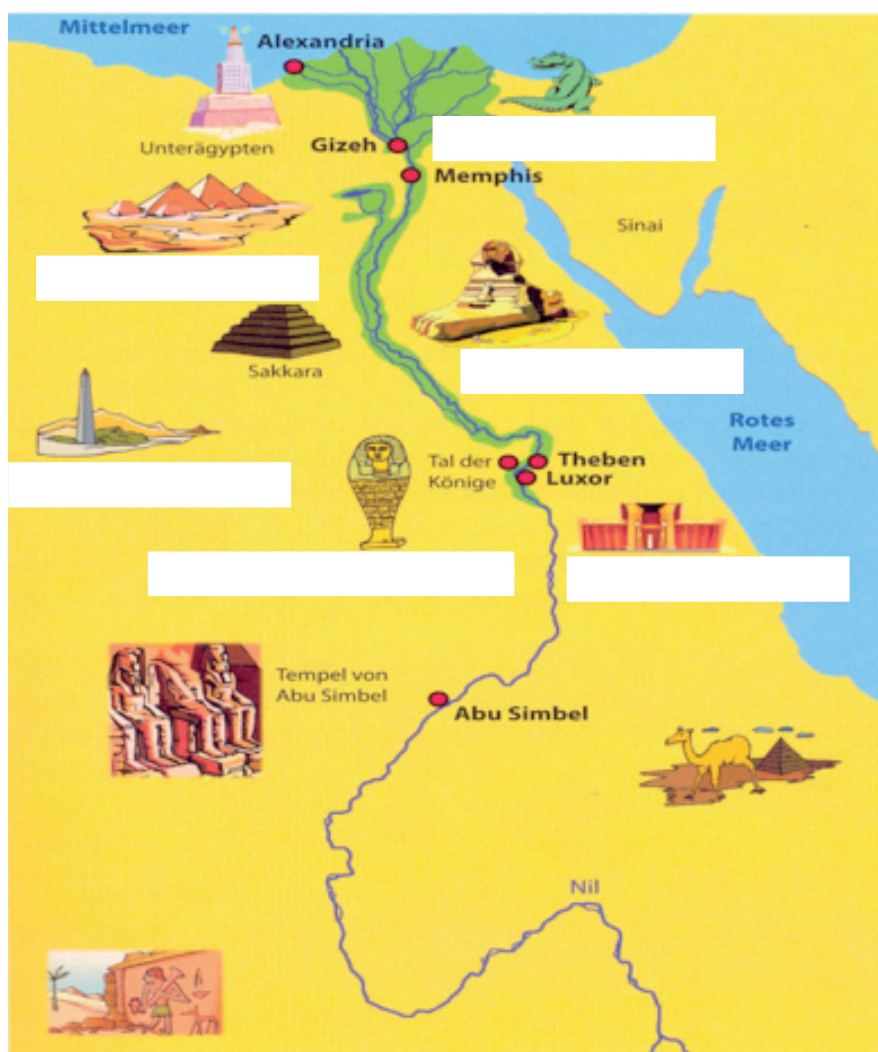 Mittelmeer
Alexandria
Unterägypten
Gizeh
Memphis
Sinai
Sakkara
Rotes
Meer
Tal der
Könige
Theben
Luxor
Tempel von
Abu Simbel
Abu Simbel
Nil